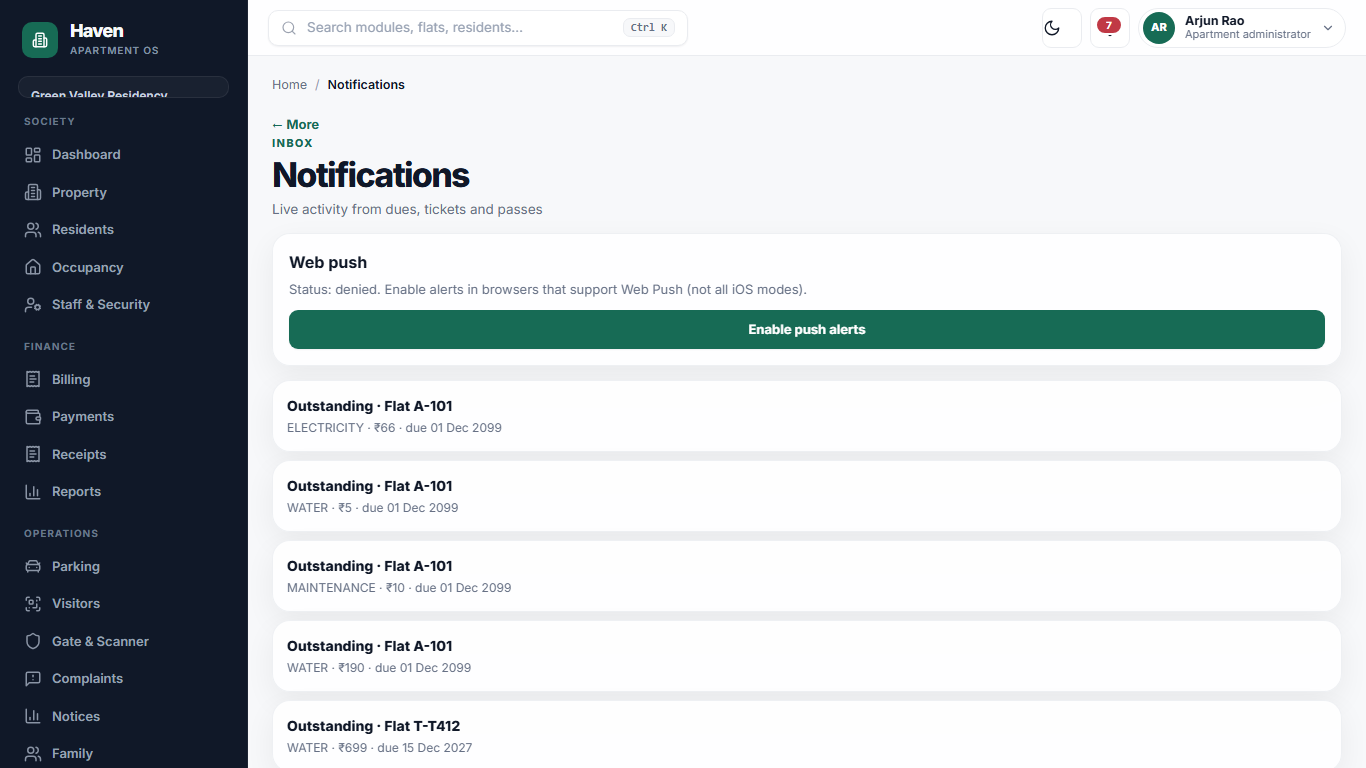 Haven
APARTMENT OS
Green Valley Residency
SOCIETY
Dashboard
Property
Residents
Occupancy
Staff & Security
FINANCE
Billing
Payments
Receipts
Reports
OPERATIONS
Parking
Visitors
Gate & Scanner
Complaints
Notices
Family
Search modules, flats, residents...
Ctrl K
7
AR
Arjun Rao
Apartment administrator
Home / Notifications
← More
INBOX
Notifications
Live activity from dues, tickets and passes
Web push
Status: denied. Enable alerts in browsers that support Web Push (not all iOS modes).
Enable push alerts
Outstanding · Flat A-101
ELECTRICITY · ₹66 · due 01 Dec 2099
Outstanding · Flat A-101
WATER · ₹5 · due 01 Dec 2099
Outstanding · Flat A-101
MAINTENANCE · ₹10 · due 01 Dec 2099
Outstanding · Flat A-101
WATER · ₹190 · due 01 Dec 2099
Outstanding · Flat T-T412
WATER · ₹699 · due 15 Dec 2027